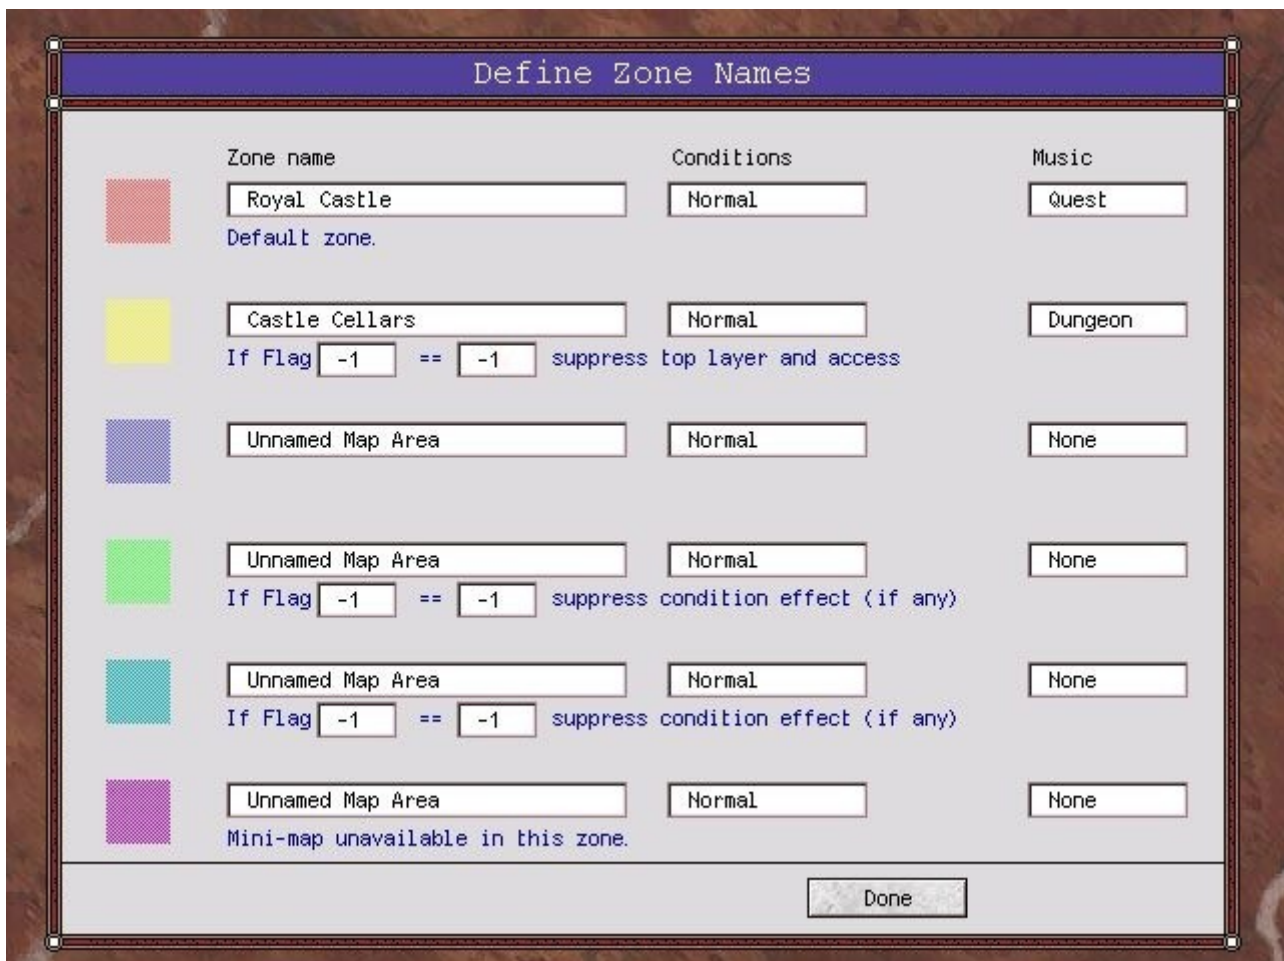 Define Zone Names
Zone name Conditions Music
Royal Castle Normal Quest
Default zone.
Castle Cellars Normal Dungeon
If Flag -1 == -1 suppress top layer and access
Unnamed Map Area Normal None
Unnamed Map Area Normal None
If Flag -1 == -1 suppress condition effect (if any)
Unnamed Map Area Normal None
If Flag -1 == -1 suppress condition effect (if any)
Unnamed Map Area Normal None
Mini-map unavailable in this zone.
Done